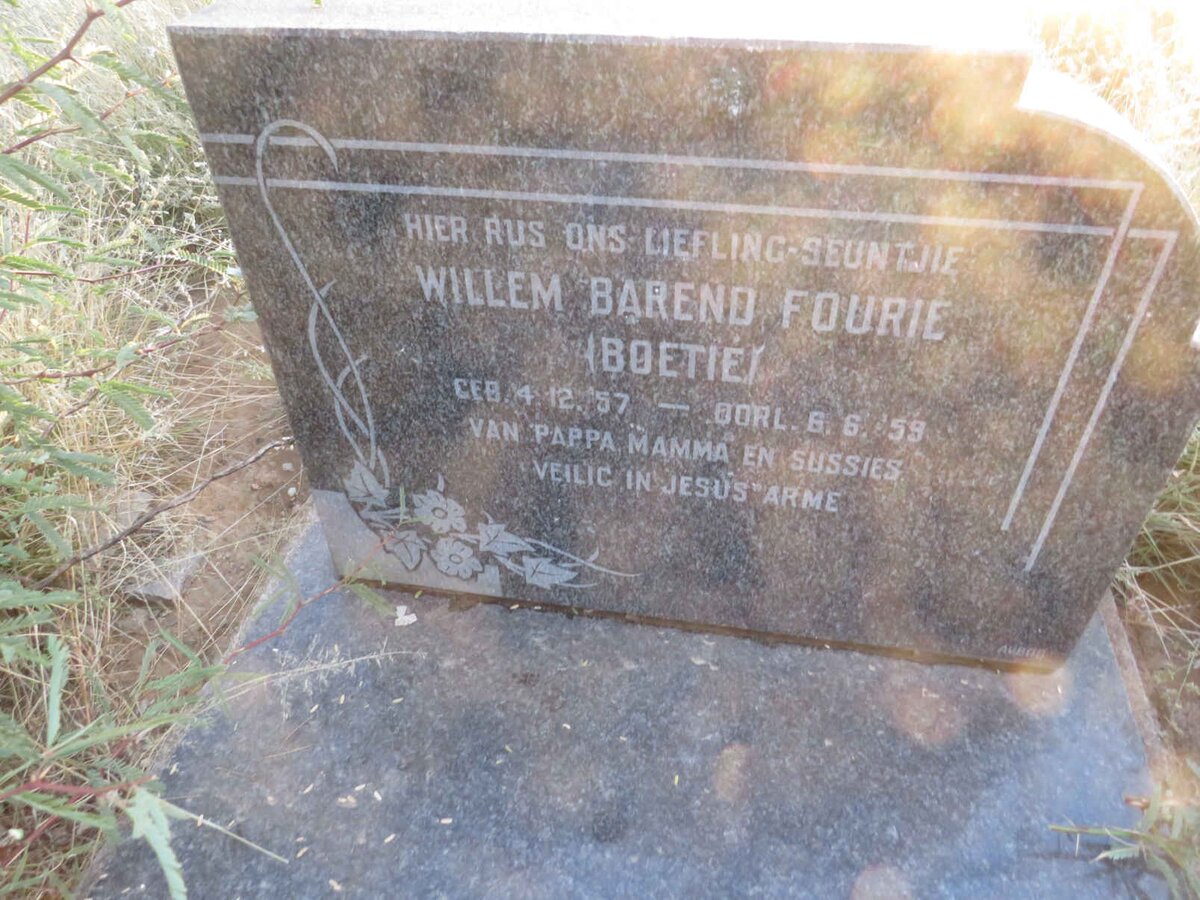 HIER RUS ONS LIEFLING-SEUNTJIE
WILLEM BAREND FOURIE
(BOETIE)
GEB. 4. 12. '57 — OORL. 6. 6. '59
VAN PAPPA MAMMA EN SUSSIES
VEILIG IN JESUS ARME